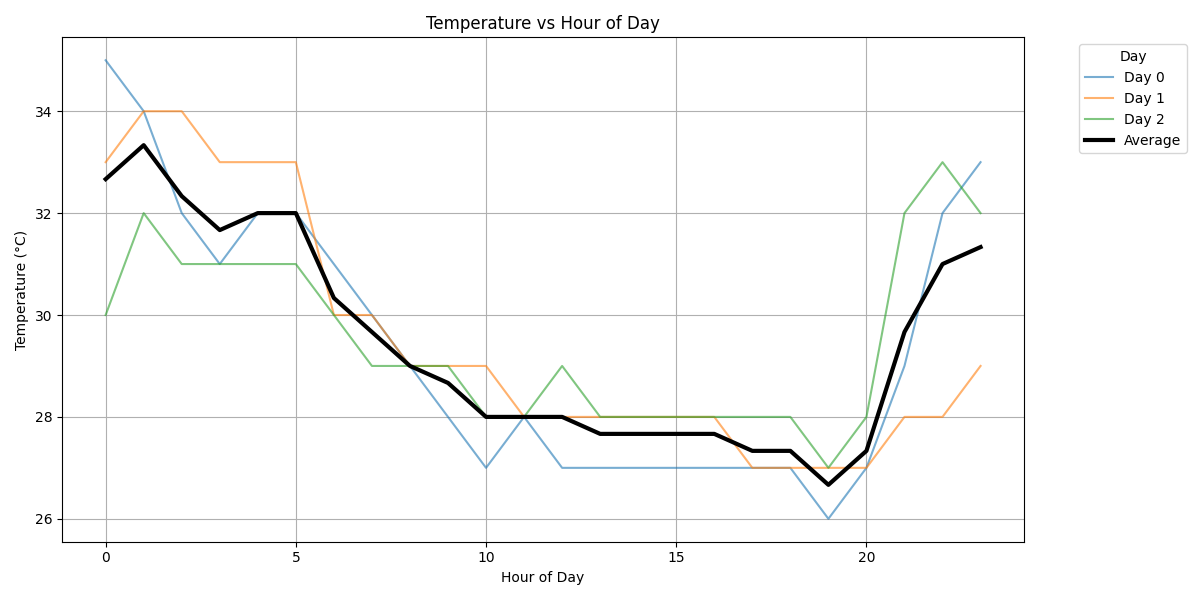 Temperature vs Hour of Day
Day
Day 0
Day 1
Day 2
Average
Temperature (°C)
34
32
30
28
26
0 5 10 15 20
Hour of Day